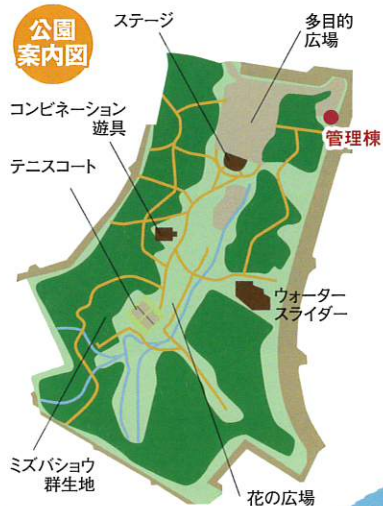 公園
案内図
ステージ
多目的
広場
コンビネーション
遊具
管理棟
テニスコート
ウォーター
スライダー
ミズバショウ
群生地
花の広場